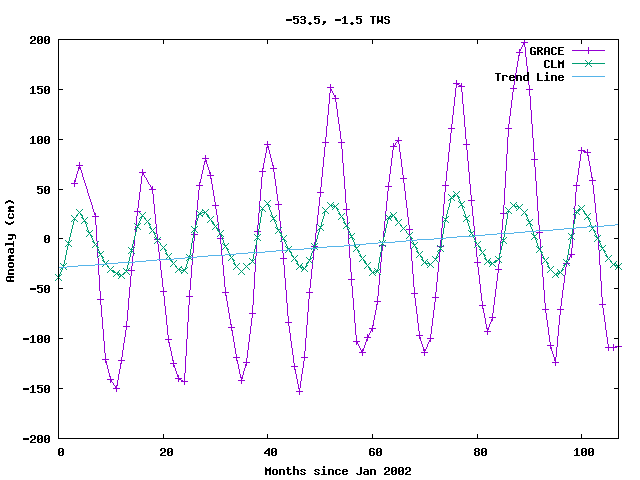 -53.5, -1.5 TWS
GRACE
CLM
Trend Line
200
150
100
50
0
-50
-100
-150
-200
Anomaly (cm)
0 20 40 60 80 100
Months since Jan 2002